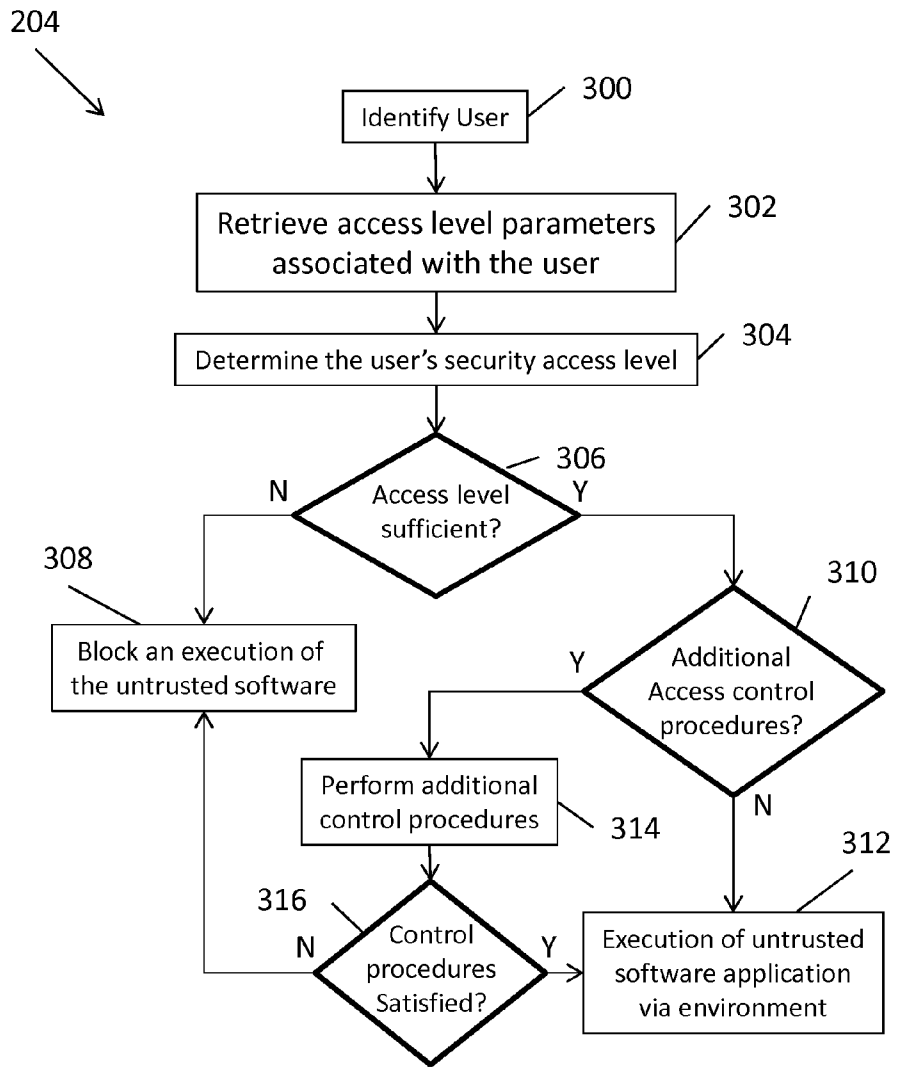 204
300
Identify User
Retrieve access level parameters
associated with the user
302
304
Determine the user's security access level
306
N
Access level
sufficient?
Y
308
310
Block an execution of
the untrusted software
Y
Additional
Access control
procedures?
Perform additional
control procedures
N
314
312
316
N
Control
procedures
Satisfied?
Y
Execution of untrusted
software application
via environment